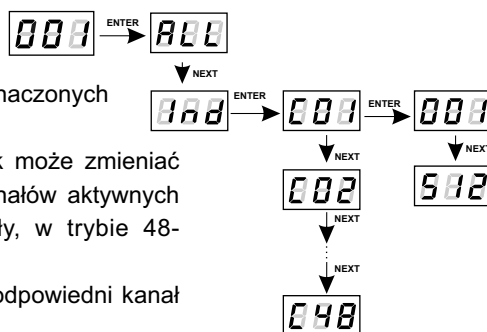 001 ENTER ALL
NEXT
naczonych
Ind ENTER C01 ENTER 001
k może zmieniać
NEXT NEXT
nałów aktywnych
C02 512
ły, w trybie 48-
NEXT
NEXT
odpowiedni kanał
C48